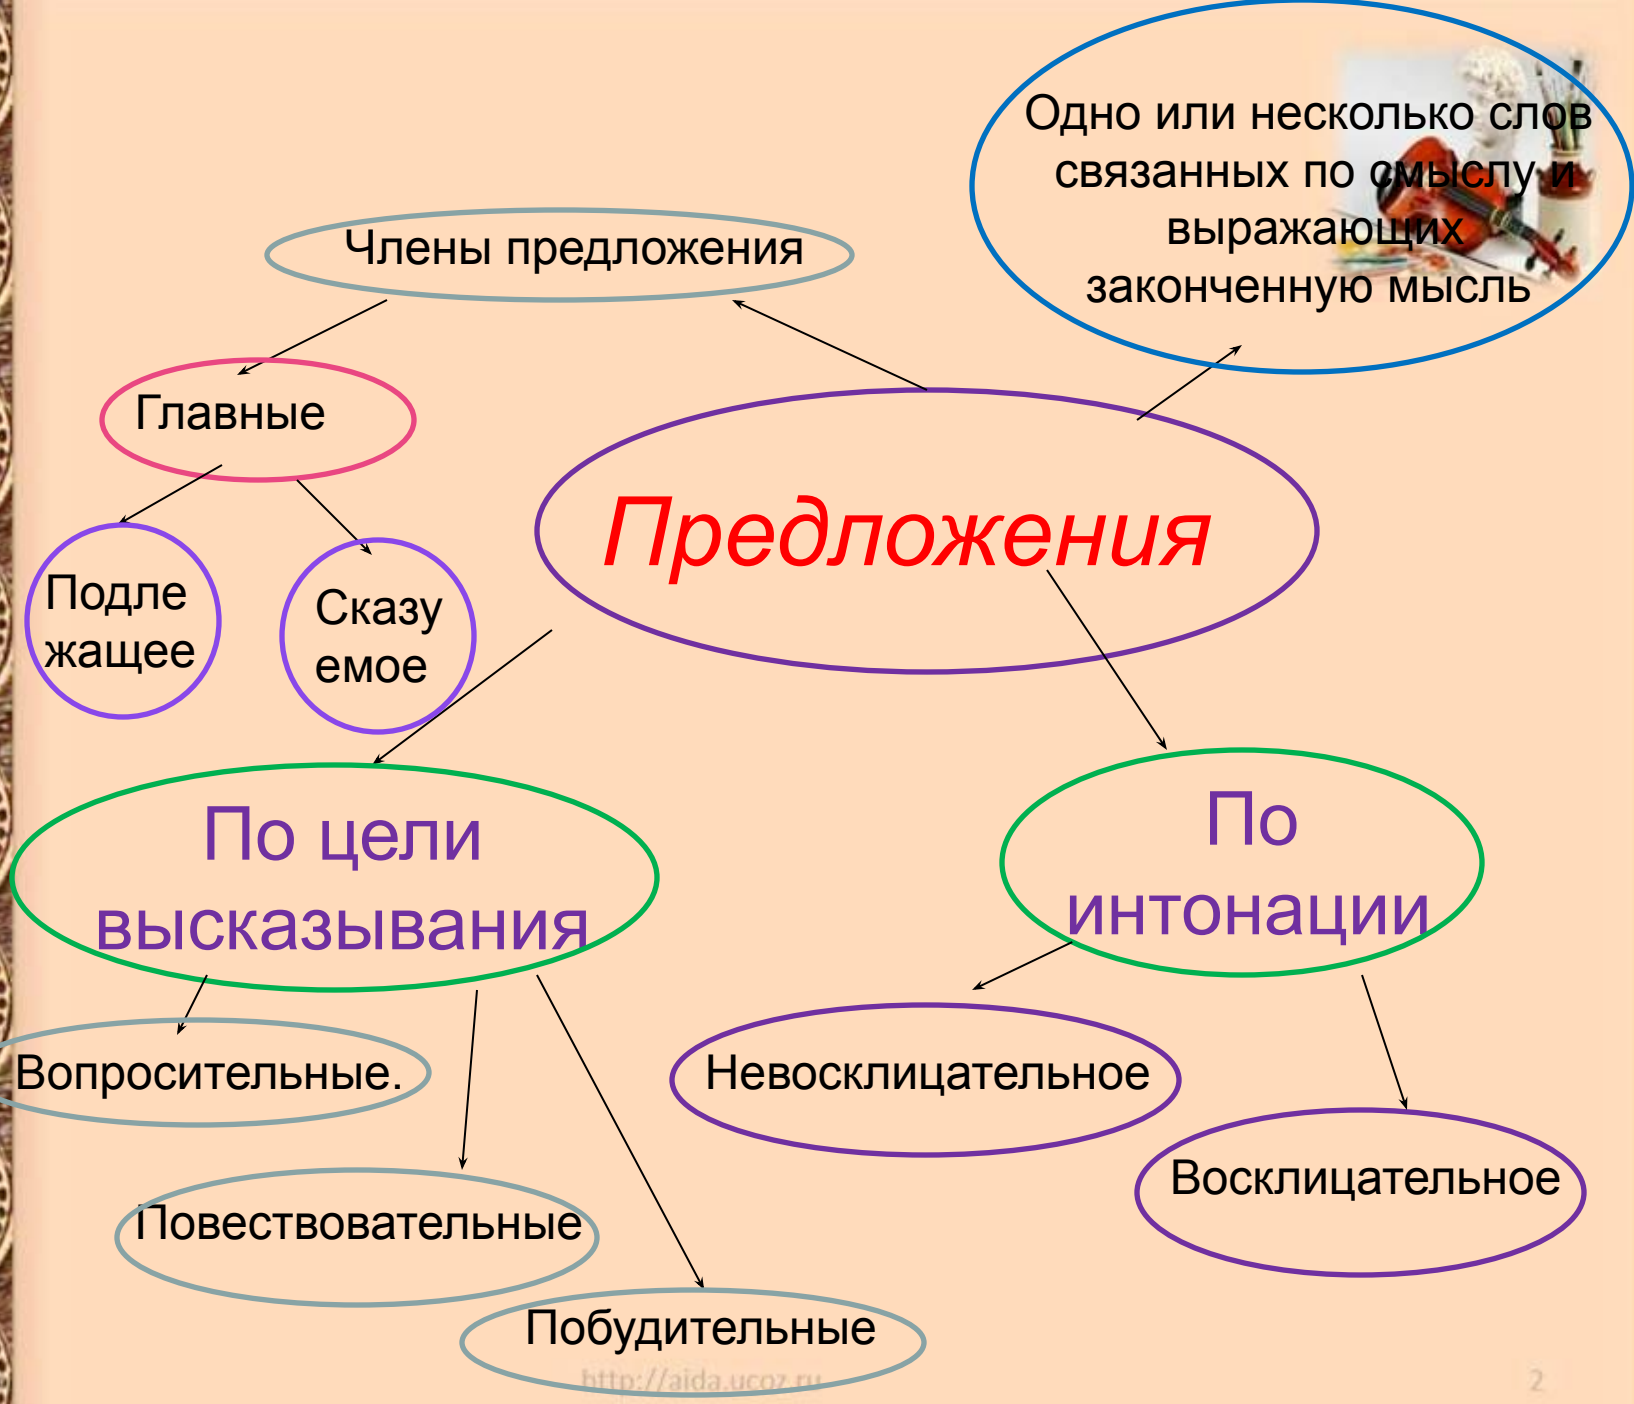 Одно или несколько слов
связанных по смыслу и
выражающих
законченную мысль
Члены предложения
Главные
Подле
жащее
Сказу
емое
Предложения
По цели
высказывания
По
интонации
Вопросительные.
Невосклицательное
Восклицательное
Повествовательные
Побудительные
http://aida.ucoz.ru
2